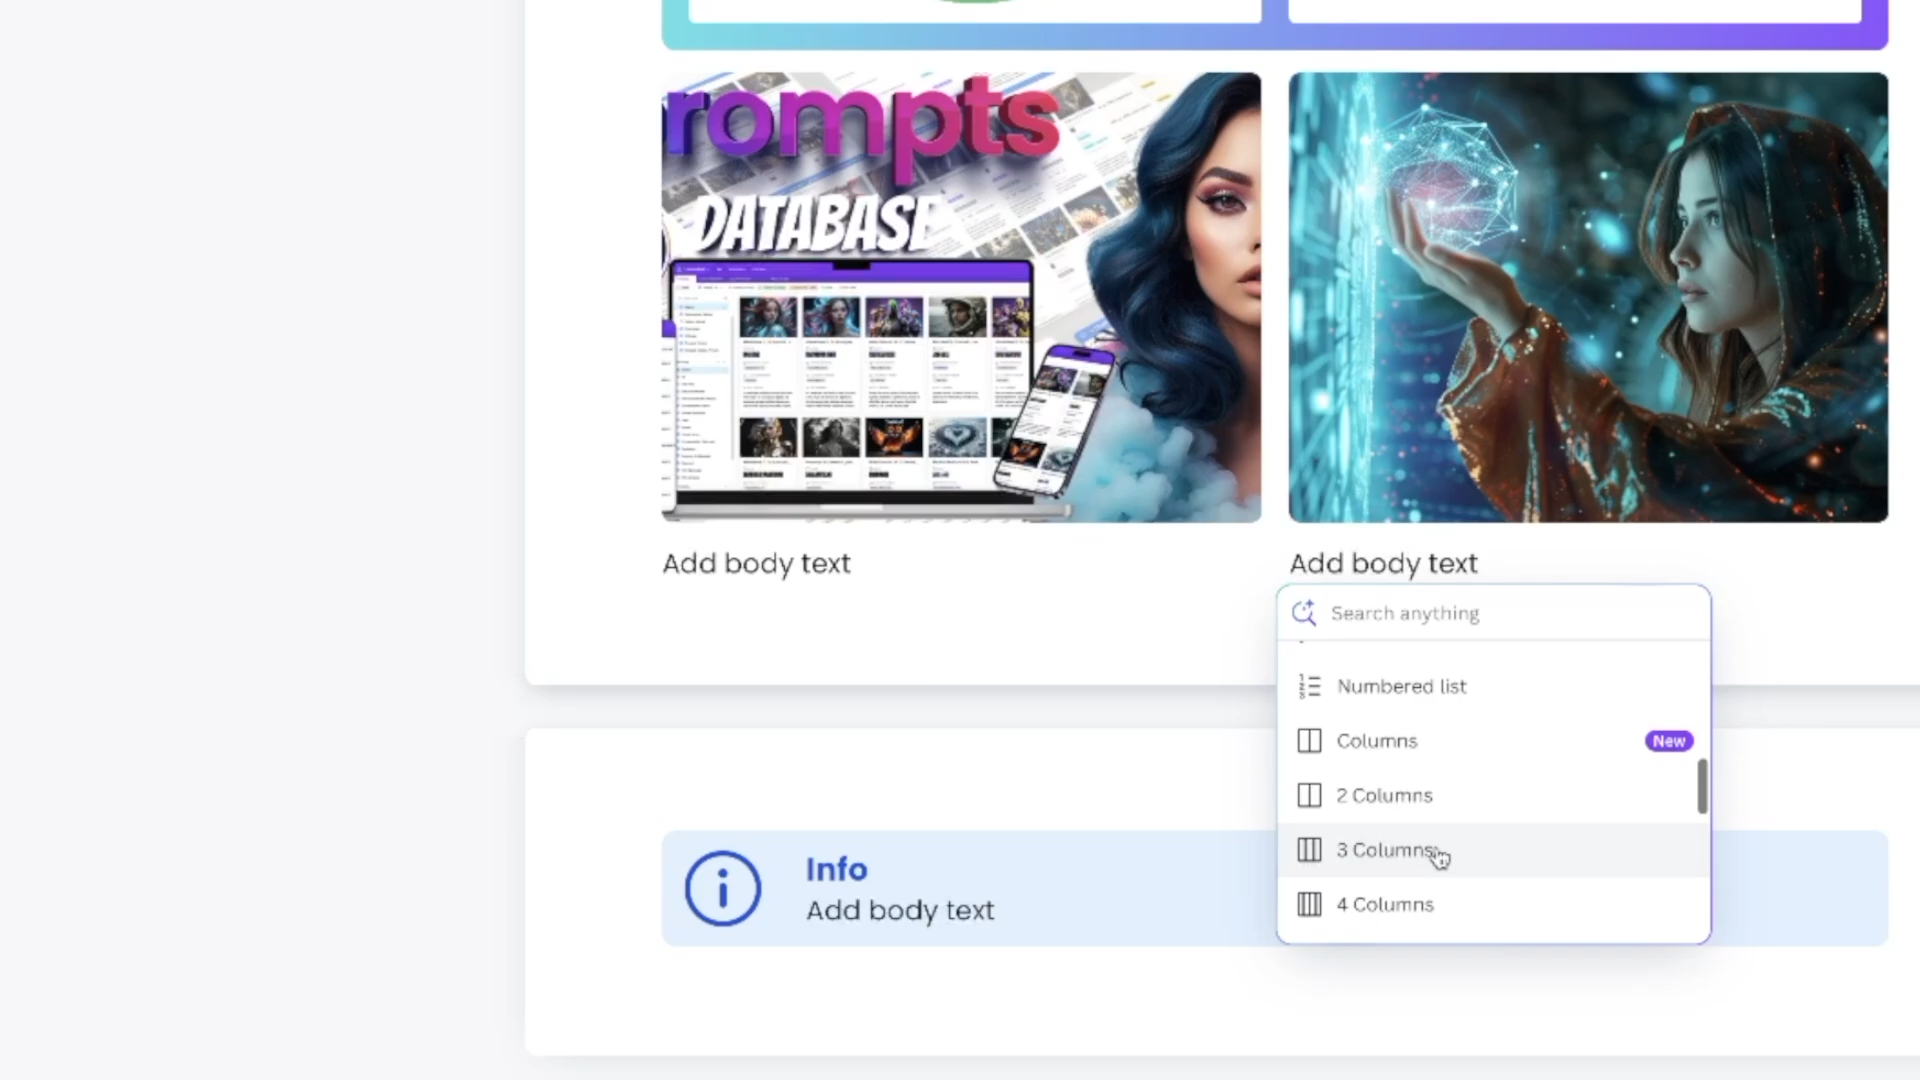 rompts
DATABASE
Add body text
Add body text
Search anything
Numbered list
Columns
New
2 Columns
3 Columns
4 Columns
Info
Add body text